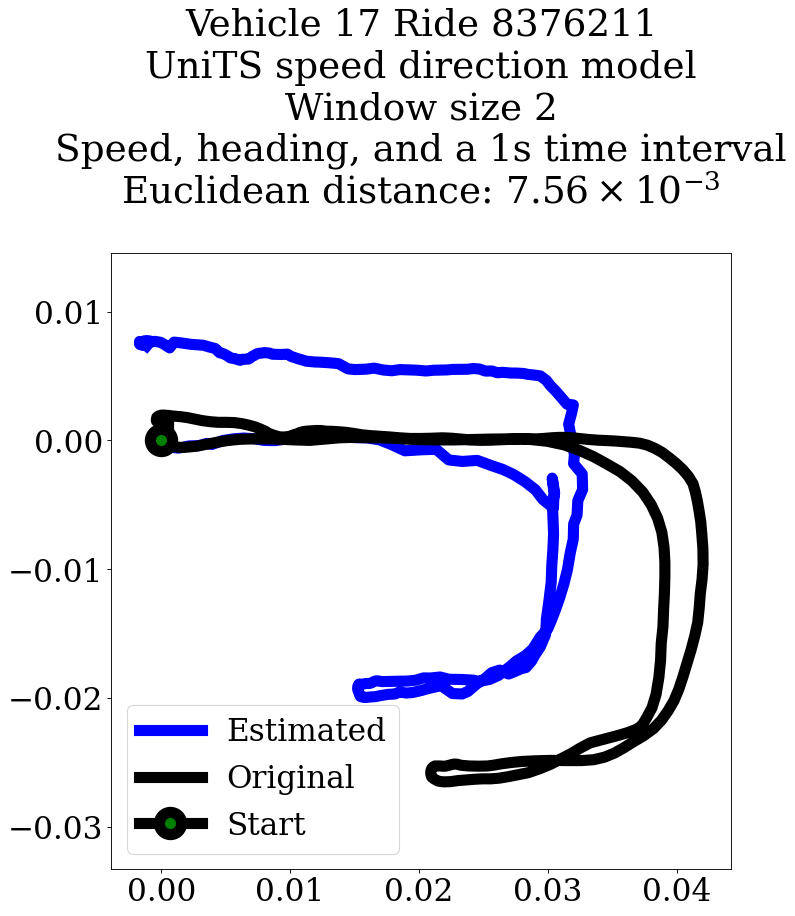 Vehicle 17 Ride 8376211
UniTS speed direction model
Window size 2
Speed, heading, and a 1s time interval
Euclidean distance: 7.56 × 10⁻³
0.01
0.00
−0.01
−0.02
−0.03
Estimated
Original
Start
0.00 0.01 0.02 0.03 0.04